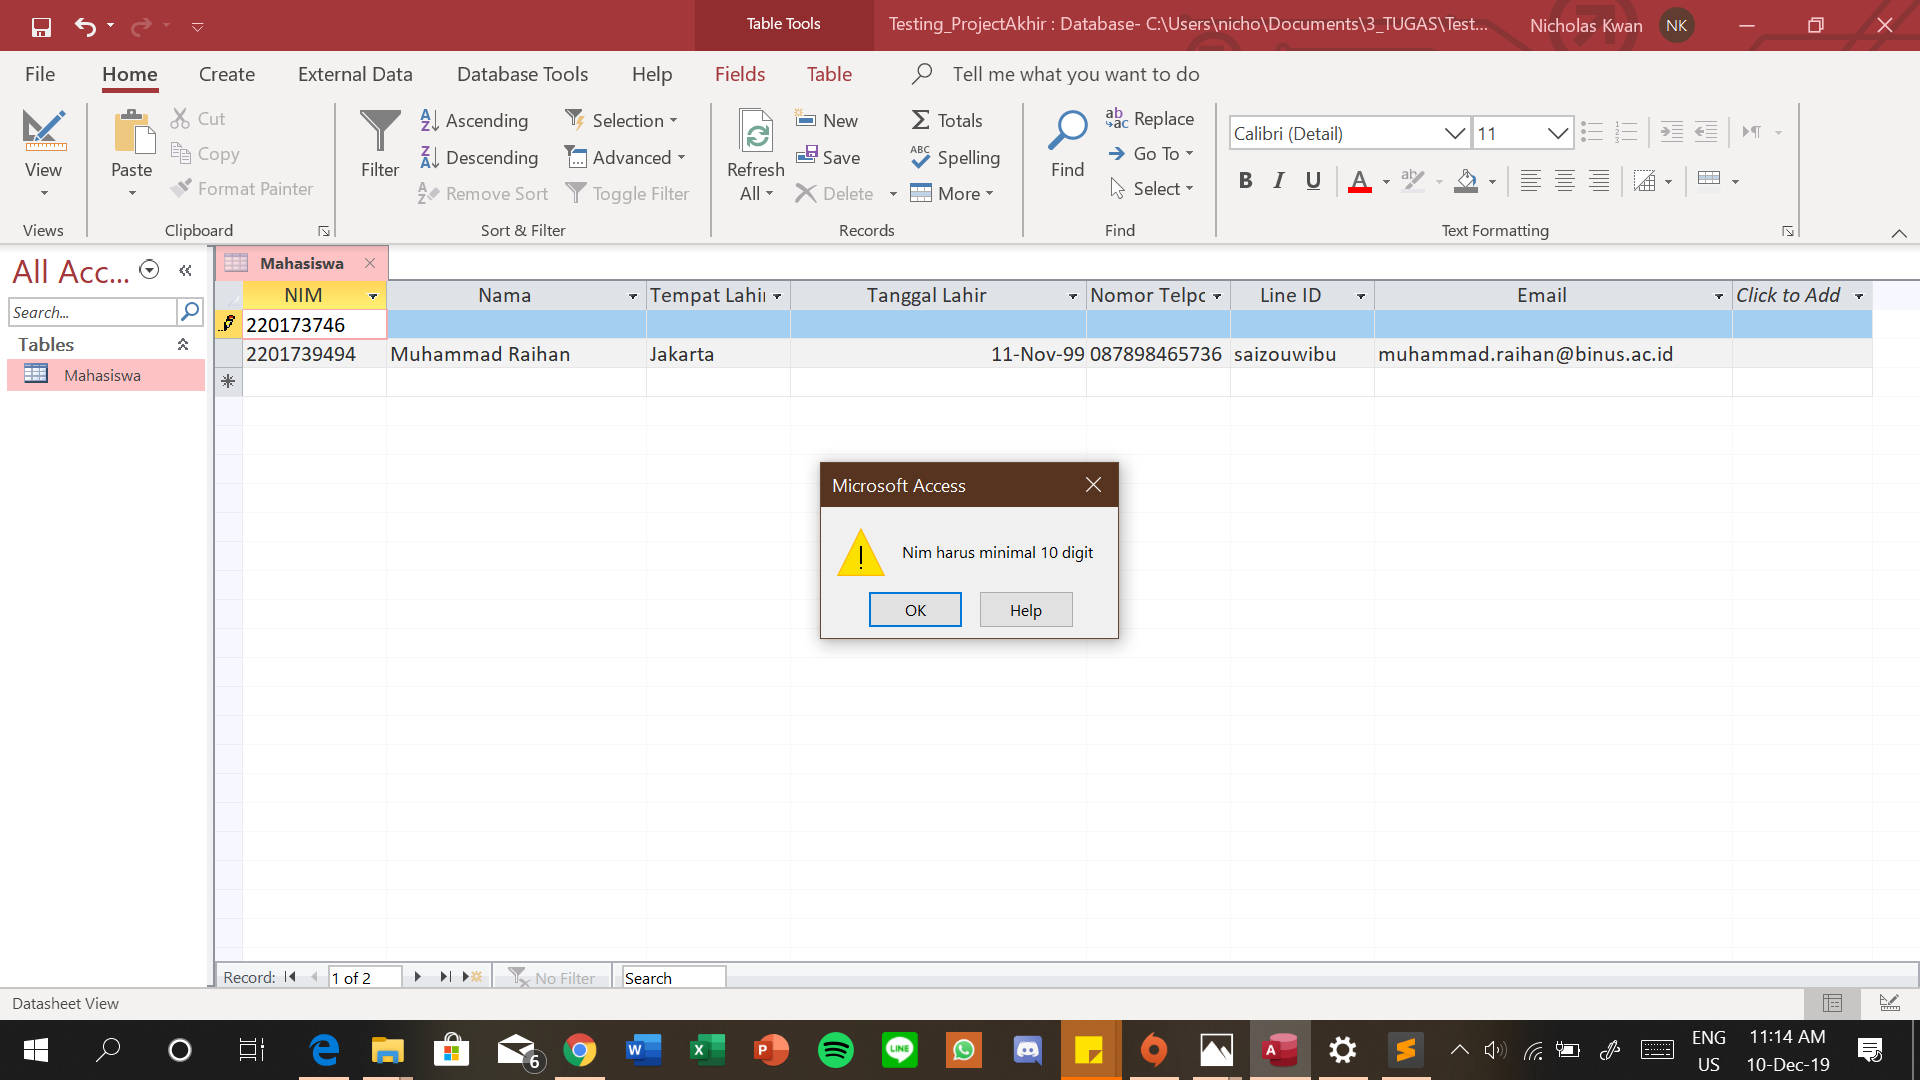 Table Tools
Testing_ProjectAkhir : Database- C:\Users\nicho\Documents\3_TUGAS\Test...
Nicholas Kwan
NK
File Home Create External Data Database Tools Help Fields Table Tell me what you want to do
View
Views
Paste
Cut
Copy
Format Painter
Clipboard
Filter
Ascending
Descending
Remove Sort
Selection
Advanced
Toggle Filter
Sort & Filter
Refresh
All
New
Save
Delete
Totals
Spelling
More
Records
Find
Replace
Go To
Select
Find
Calibri (Detail) 11
B I U A
Text Formatting
All Acc...
Search...
Tables
Mahasiswa
Mahasiswa
NIM Nama Tempat Lahi Tanggal Lahir Nomor Telpo Line ID Email Click to Add
220173746
2201739494 Muhammad Raihan Jakarta 11-Nov-99 087898465736 saizouwibu muhammad.raihan@binus.ac.id
Microsoft Access
Nim harus minimal 10 digit
OK Help
Record: 1 of 2 No Filter Search
Datasheet View
6
ENG
US
11:14 AM
10-Dec-19